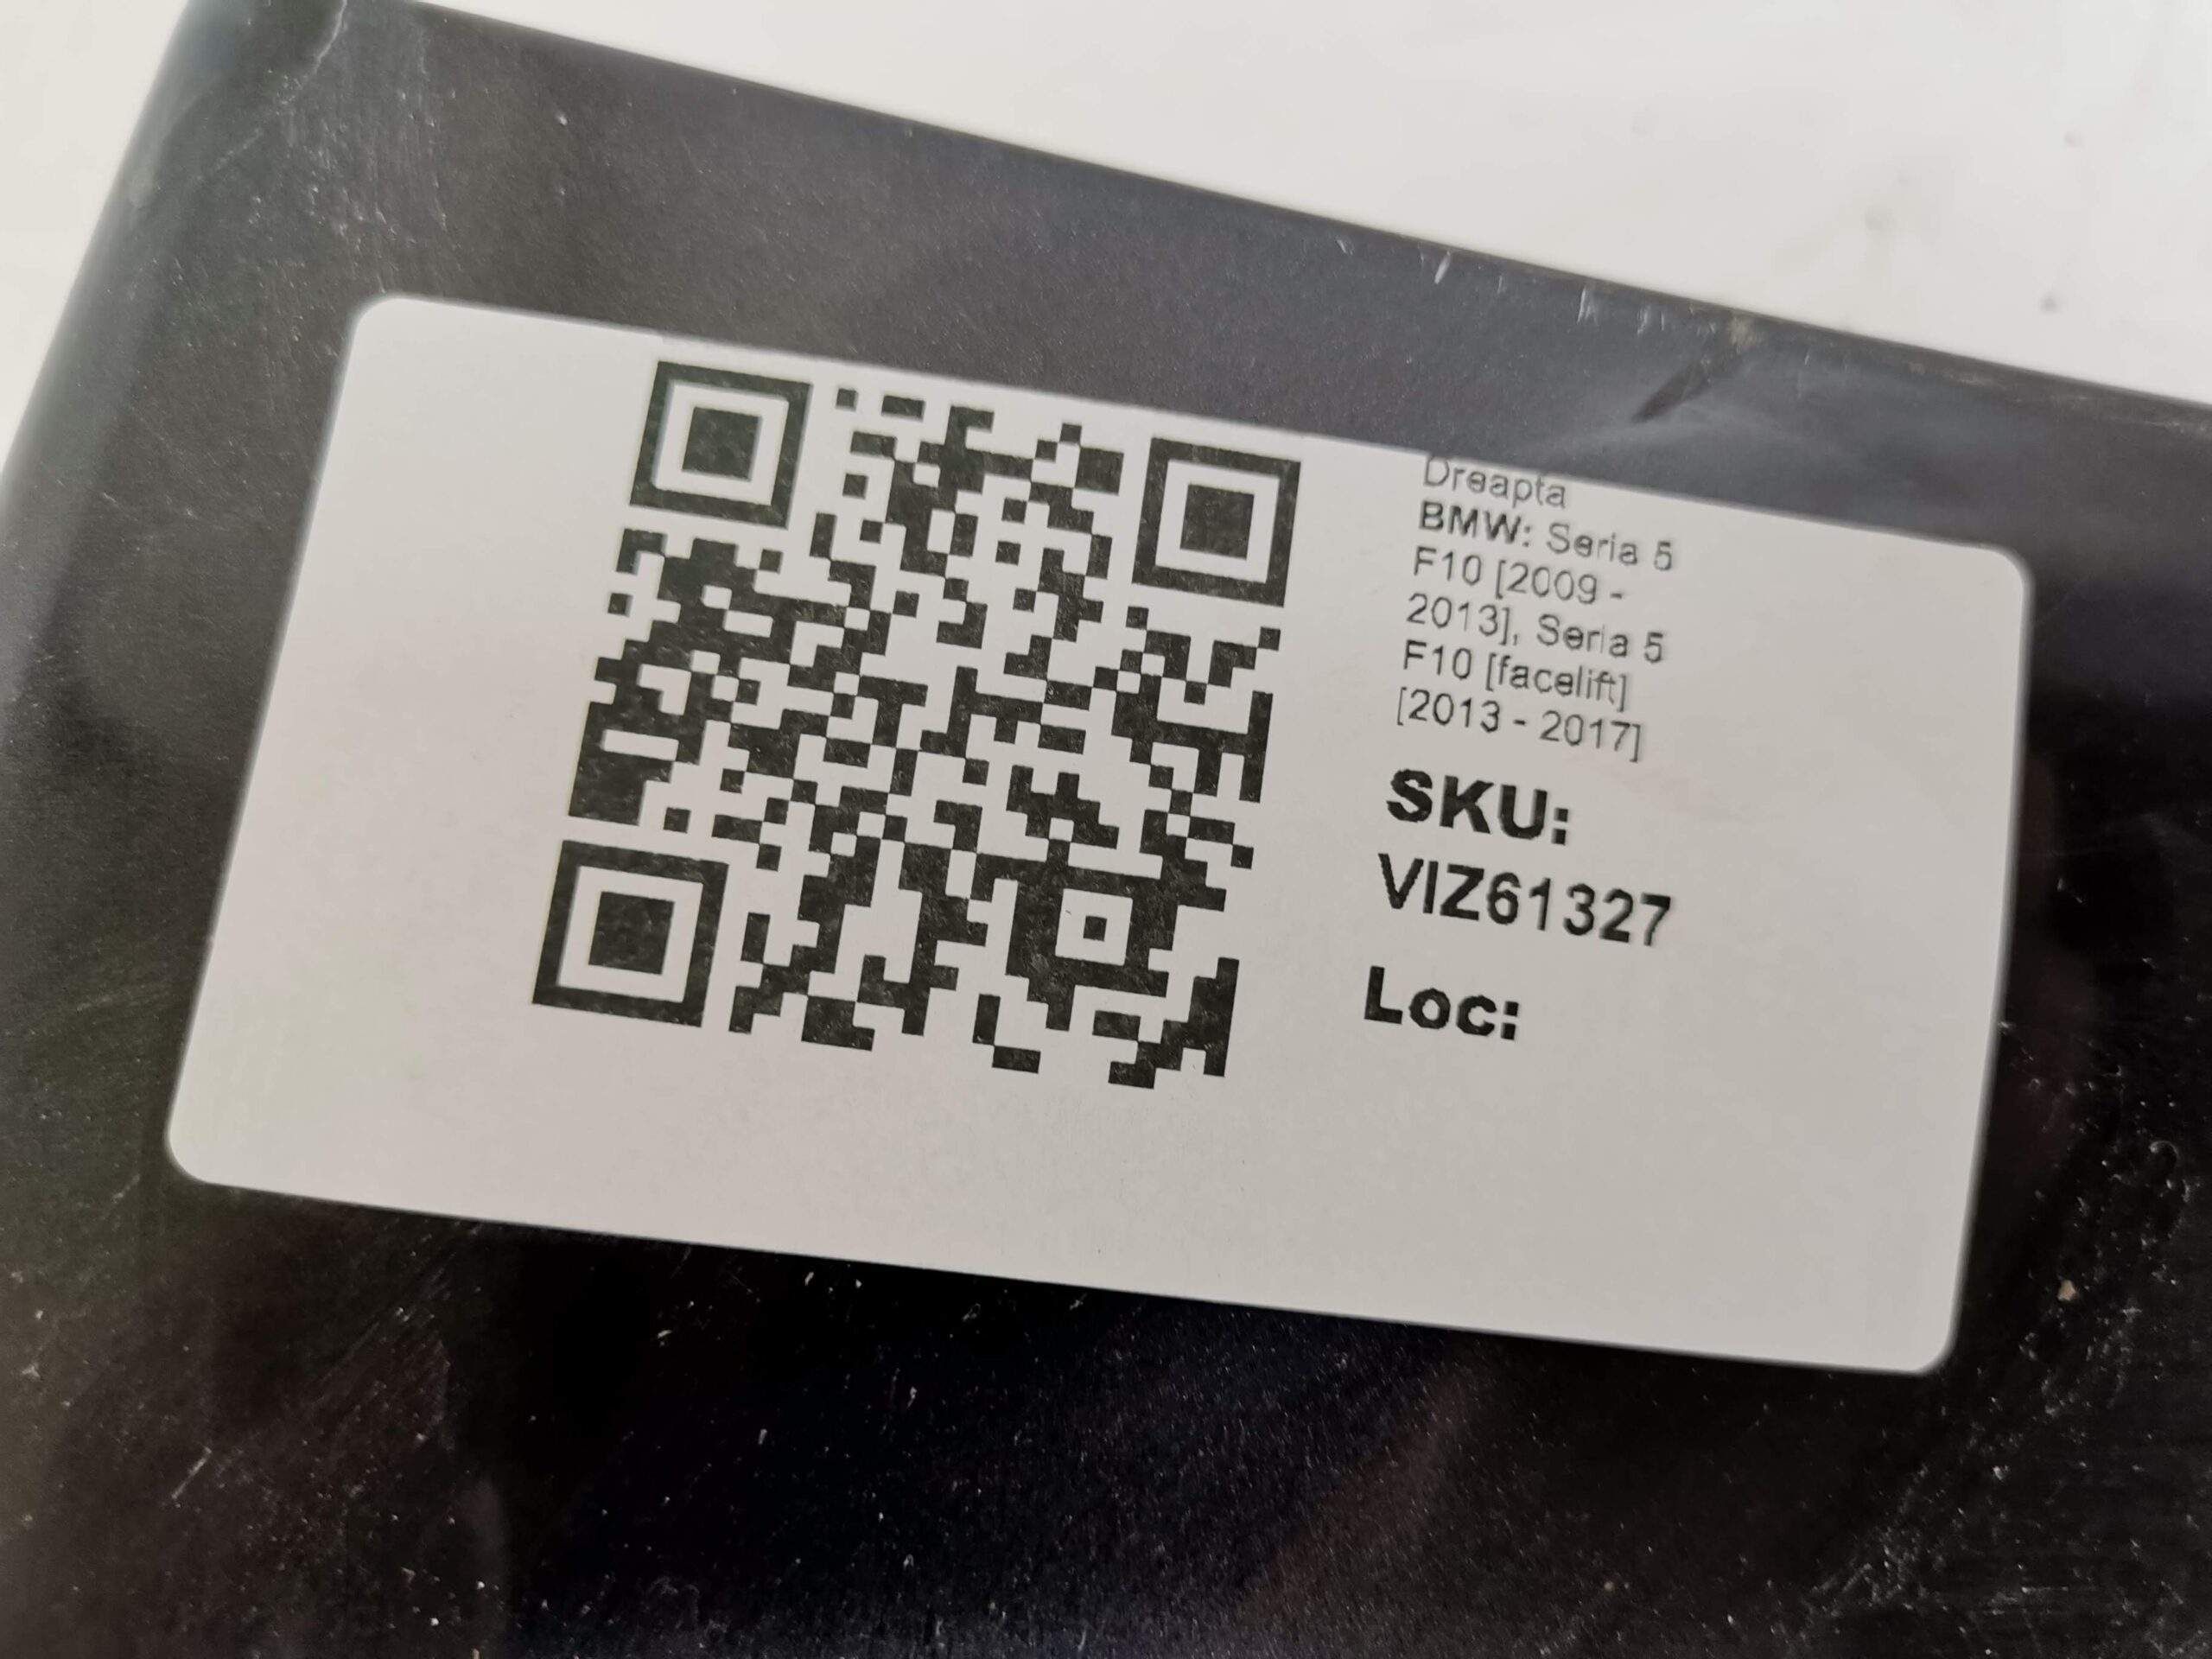 Dreapta
BMW: Seria 5
F10 [2009 -
2013], Seria 5
F10 [facelift]
[2013 - 2017]
SKU:
VIZ61327
Loc: